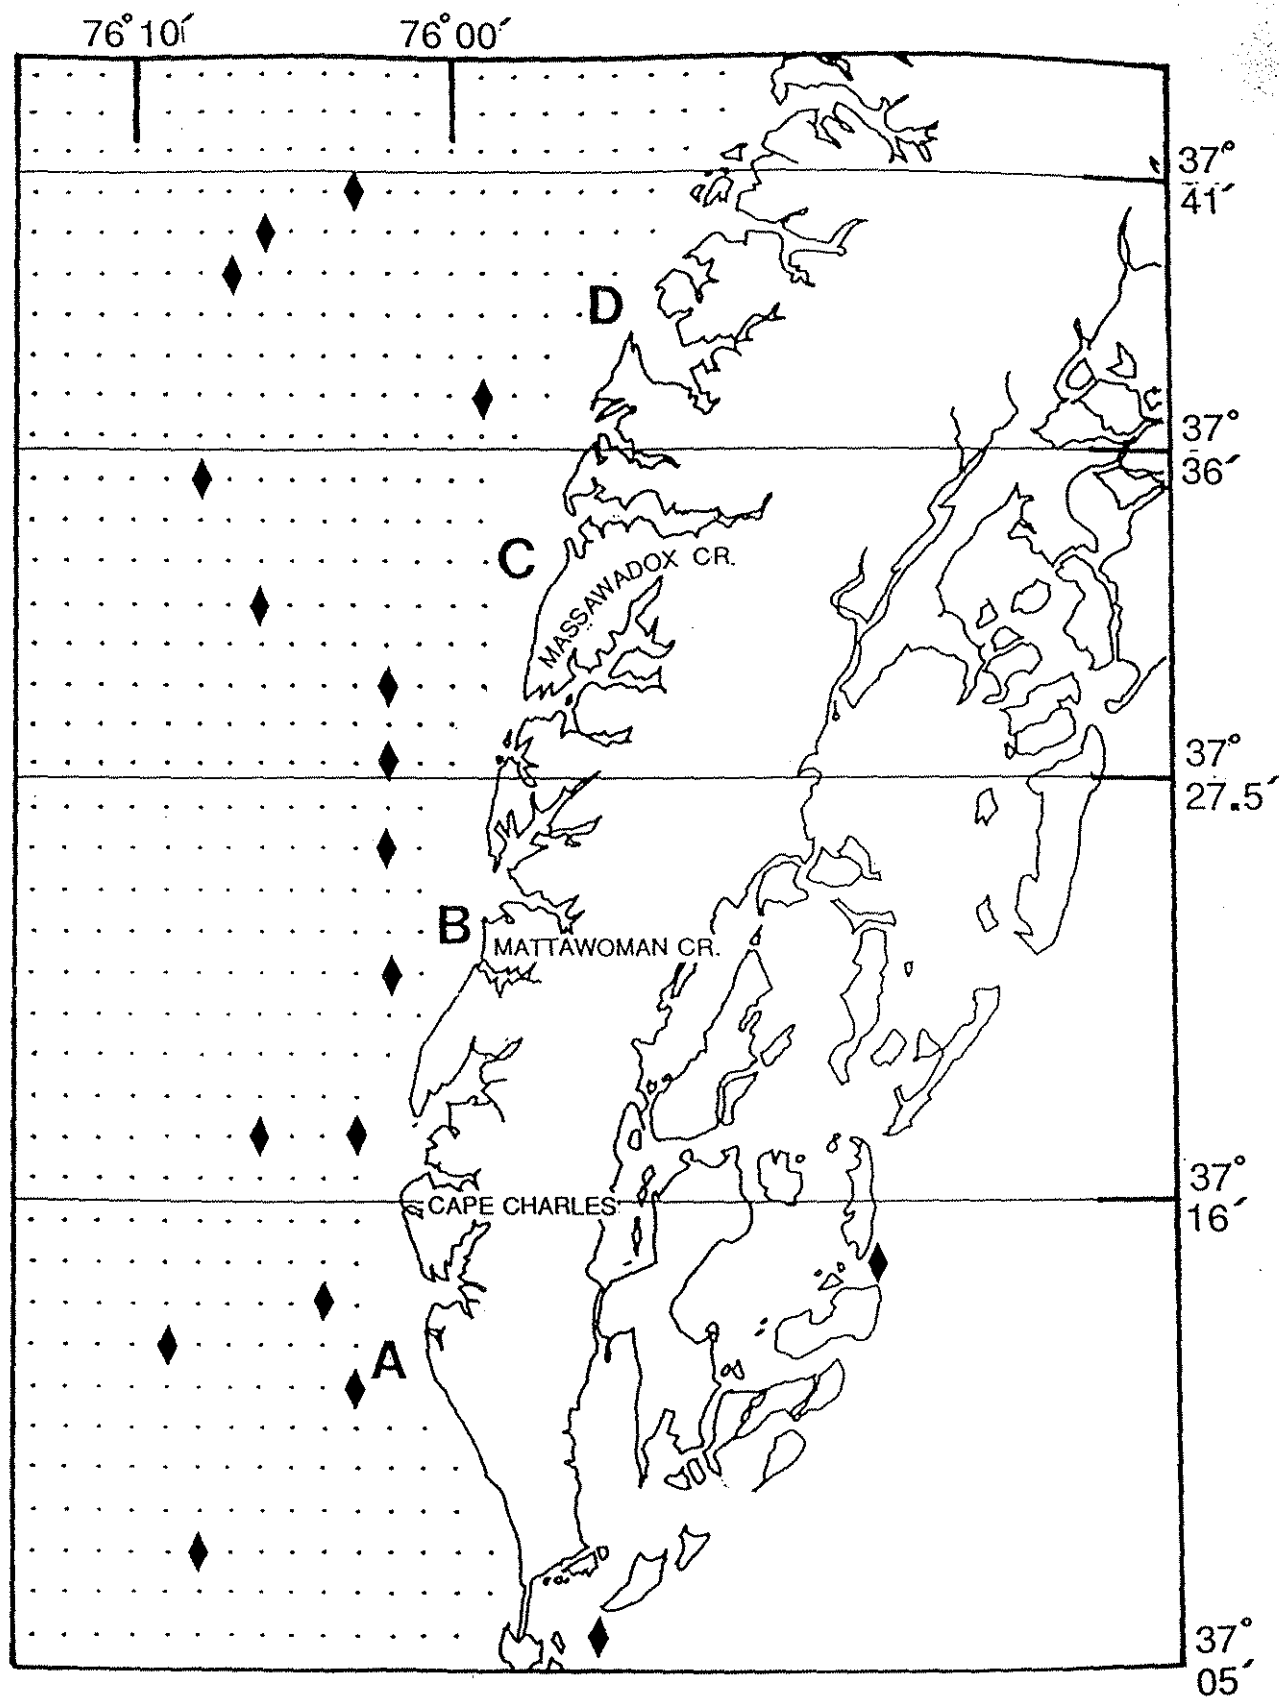 76° 10′ 76° 00′
37°
41′
D
37°
36′
C
MASSAWADOX CR.
37°
27.5′
B
MATTAWOMAN CR.
37°
CAPE CHARLES
16′
A
37°
05′